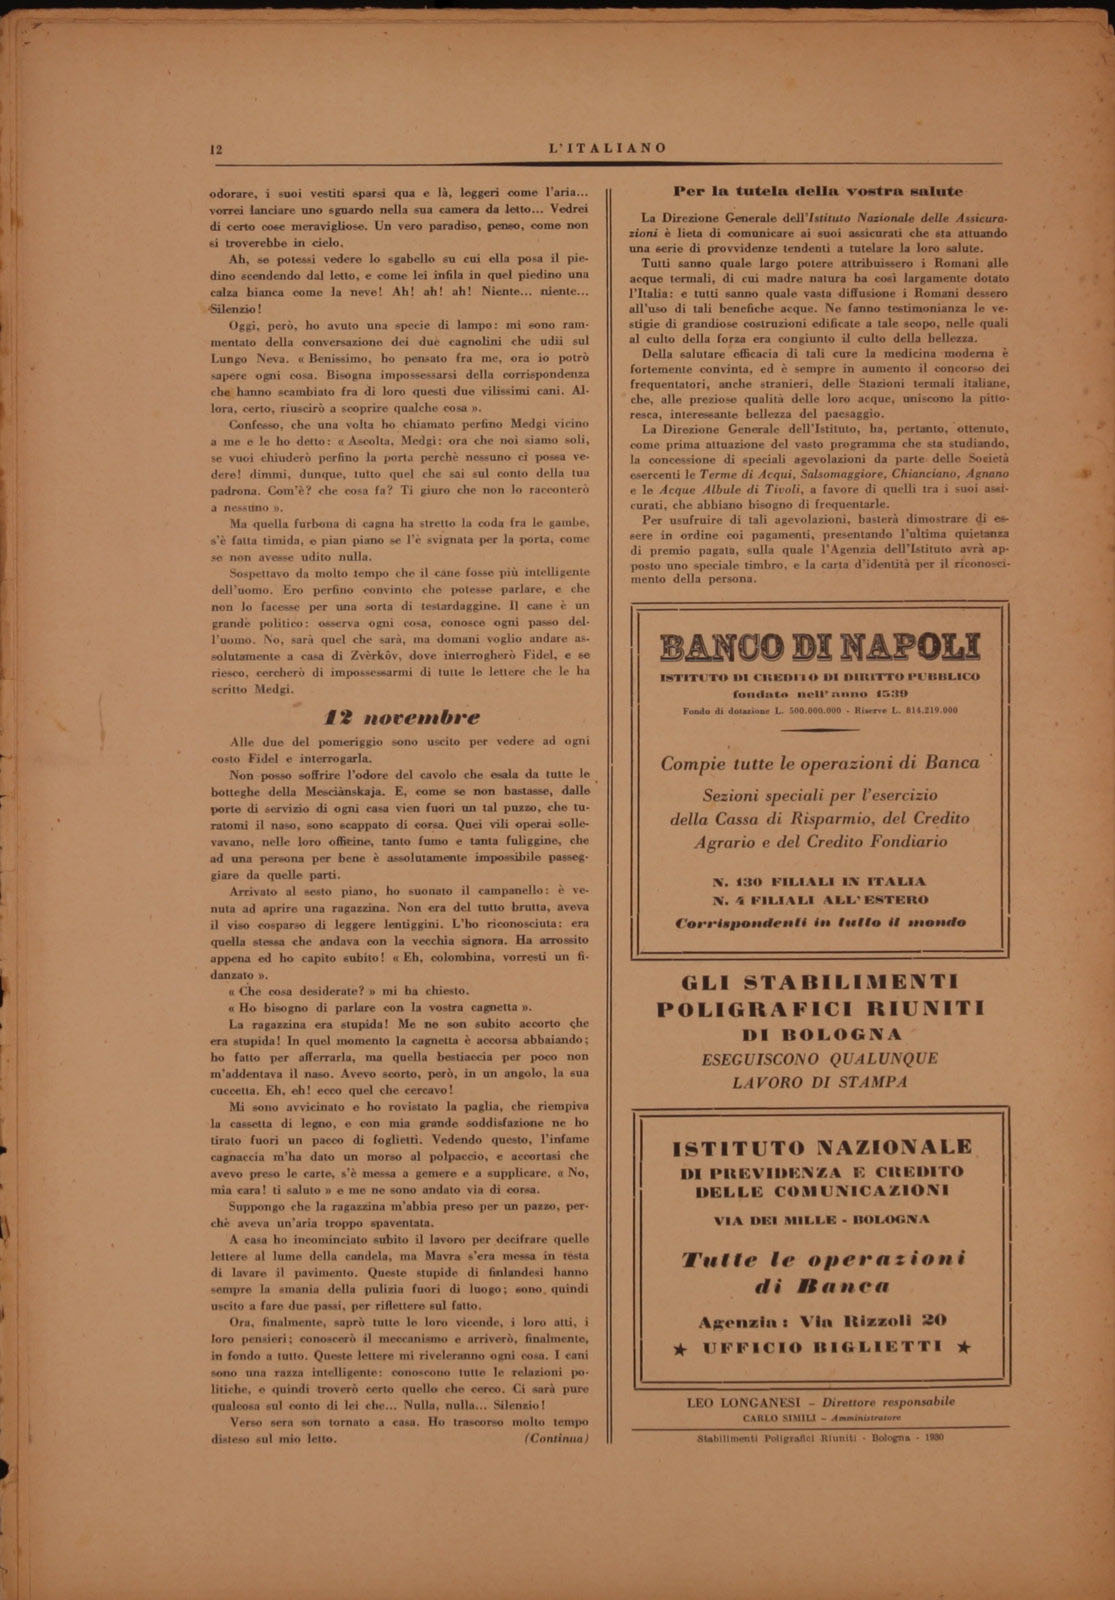 12
L'ITALIANO
odorare, i suoi vestiti sparsi qua e là, leggeri come l'aria...
vorrei lanciare uno sguardo nella sua camera da letto... Vedrei
di certo cose meravigliose. Un vero paradiso, penso, come non
si troverebbe in cielo.
Ah, se potessi vedere lo sgabello su cui ella posa il pie-
dino scendendo dal letto, e come lei infila in quel piedino una
calza bianca come la neve! Ah! ah! ah! Niente... niente...
Silenzio!
Oggi, però, ho avuto una specie di lampo: mi sono ram-
mentato della conversazione dei due cagnolini che udii sul
Lungo Neva. « Benissimo, ho pensato fra me, ora io potrò
sapere ogni cosa. Bisogna impossessarsi della corrispondenza
che hanno scambiato fra di loro questi due vilissimi cani. Al-
lora, certo, riuscirò a scoprire qualche cosa ».
Confesso, che una volta ho chiamato perfino Medgi vicino
a me e le ho detto: « Ascolta, Medgi: ora che noi siamo soli,
se vuoi chiuderò perfino la porta perchè nessuno ci possa ve-
dere! dimmi, dunque, tutto quel che sai sul conto della tua
padrona. Com'è? che cosa fa? Ti giuro che non lo racconterò
a nessuno ».
Ma quella furbona di cagna ha stretto la coda fra le gambe,
s'è fatta timida, e pian piano se l'è svignata per la porta, come
se non avesse udito nulla.
Sospettavo da molto tempo che il cane fosse più intelligente
dell'uomo. Ero perfino convinto che potesse parlare, e che
non lo facesse per una sorta di testardaggine. Il cane è un
grande politico: osserva ogni cosa, conosce ogni passo del-
l'uomo. No, sarà quel che sarà, ma domani voglio andare as-
solutamente a casa di Zvèrkòv, dove interrogherò Fidel, e se
riesco, cercherò di impossessarmi di tutte le lettere che le ha
scritto Medgi.
12 novembre
Alle due del pomeriggio sono uscito per vedere ad ogni
costo Fidel e interrogarla.
Non posso soffrire l'odore del cavolo che esala da tutte le
botteghe della Mesciànskaja. E, come se non bastasse, dalle
porte di servizio di ogni casa vien fuori un tal puzzo, che tu-
ratomi il naso, sono scappato di corsa. Quei vili operai solle-
vavano, nelle loro officine, tanto fumo e tanta fuliggine, che
ad una persona per bene è assolutamente impossibile passeg-
giare da quelle parti.
Arrivato al sesto piano, ho suonato il campanello: è ve-
nuta ad aprire una ragazzina. Non era del tutto brutta, aveva
il viso cosparso di leggere lentiggini. L'ho riconosciuta: era
quella stessa che andava con la vecchia signora. Ha arrossito
appena ed ho capito subito! « Eh, colombina, vorresti un fi-
danzato ».
« Che cosa desiderate? » mi ha chiesto.
« Ho bisogno di parlare con la vostra cagnetta ».
La ragazzina era stupida! Me ne son subito accorto che
era stupida! In quel momento la cagnetta è accorsa abbaiando;
ho fatto per afferrarla, ma quella bestiaccia per poco non
m'addentava il naso. Avevo scorto, però, in un angolo, la sua
cuccetta. Eh, eh! ecco quel che cercavo!
Mi sono avvicinato e ho rovistato la paglia, che riempiva
la cassetta di legno, e con mia grande soddisfazione ne ho
tirato fuori un pacco di foglietti. Vedendo questo, l'infame
cagnaccia m'ha dato un morso al polpaccio, e accortasi che
avevo preso le carte, s'è messa a gemere e a supplicare. « No,
mia cara! ti saluto » e me ne sono andato via di corsa.
Suppongo che la ragazzina m'abbia preso per un pazzo, per-
chè aveva un'aria troppo spaventata.
A casa ho incominciato subito il lavoro per decifrare quelle
lettere al lume della candela, ma Mavra s'era messa in testa
di lavare il pavimento. Queste stupide di finlandesi hanno
sempre la smania della pulizia fuori di luogo; sono, quindi
uscito a fare due passi, per riflettere sul fatto.
Ora, finalmente, saprò tutte le loro vicende, i loro atti, i
loro pensieri; conoscerò il meccanismo e arriverò, finalmente,
in fondo a tutto. Queste lettere mi riveleranno ogni cosa. I cani
sono una razza intelligente: conoscono tutte le relazioni po-
litiche, e quindi troverò certo quello che cerco. Ci sarà pure
qualcosa sul conto di lei che... Nulla, nulla... Silenzio!
Verso sera son tornato a casa. Ho trascorso molto tempo
disteso sul mio letto. (Continua)
Per la tutela della vostra salute
La Direzione Generale dell'Istituto Nazionale delle Assicura-
zioni è lieta di comunicare ai suoi assicurati che sta attuando
una serie di provvidenze tendenti a tutelare la loro salute.
Tutti sanno quale largo potere attribuissero i Romani alle
acque termali, di cui madre natura ha così largamente dotato
l'Italia: e tutti sanno quale vasta diffusione i Romani dessero
all'uso di tali benefiche acque. Ne fanno testimonianza le ve-
stigie di grandiose costruzioni edificate a tale scopo, nelle quali
al culto della forza era congiunto il culto della bellezza.
Della salutare efficacia di tali cure la medicina moderna è
fortemente convinta, ed è sempre in aumento il concorso dei
frequentatori, anche stranieri, delle Stazioni termali italiane,
che, alle preziose qualità delle loro acque, uniscono la pitto-
resca, interessante bellezza del paesaggio.
La Direzione Generale dell'Istituto, ha, pertanto, ottenuto,
come prima attuazione del vasto programma che sta studiando,
la concessione di speciali agevolazioni da parte delle Società
esercenti le Terme di Acqui, Salsomaggiore, Chianciano, Agnano
e le Acque Albule di Tivoli, a favore di quelli tra i suoi assi-
curati, che abbiano bisogno di frequentarle.
Per usufruire di tali agevolazioni, basterà dimostrare di es-
sere in ordine coi pagamenti, presentando l'ultima quietanza
di premio pagata, sulla quale l'Agenzia dell'Istituto avrà ap-
posto uno speciale timbro, e la carta d'identità per il riconosci-
mento della persona.
BANCO DI NAPOLI
ISTITUTO DI CREDITO DI DIRITTO PUBBLICO
fondato nell'anno 1539
Fondo di dotazione L. 500.000.000 - Riserve L. 814.219.000
Compie tutte le operazioni di Banca
Sezioni speciali per l'esercizio
della Cassa di Risparmio, del Credito
Agrario e del Credito Fondiario
N. 130 FILIALI IN ITALIA
N. 4 FILIALI ALL'ESTERO
Corrispondenti in tutto il mondo
GLI STABILIMENTI
POLIGRAFICI RIUNITI
DI BOLOGNA
ESEGUISCONO QUALUNQUE
LAVORO DI STAMPA
ISTITUTO NAZIONALE
DI PREVIDENZA E CREDITO
DELLE COMUNICAZIONI
VIA DEI MILLE - BOLOGNA
Tutte le operazioni
di Banca
Agenzia: Via Rizzoli 20
★ UFFICIO BIGLIETTI ★
LEO LONGANESI – Direttore responsabile
CARLO SIMILI – Amministratore
Stabilimenti Poligrafici Riuniti - Bologna - 1930